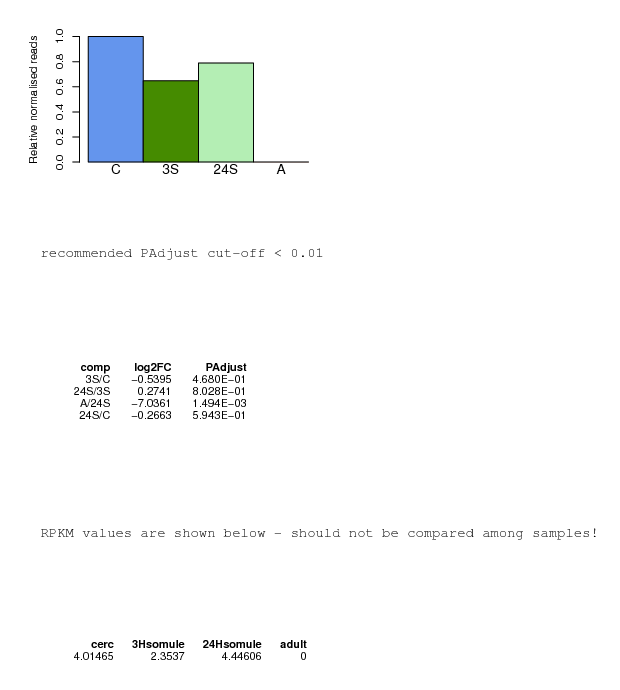 Relative normalised reads
1.0
0.8
0.6
0.4
0.2
0.0
C 3S 24S A
recommended PAdjust cut-off < 0.01
comp log2FC PAdjust
3S/C −0.5395 4.680E−01
24S/3S 0.2741 8.028E−01
A/24S −7.0361 1.494E−03
24S/C −0.2663 5.943E−01
RPKM values are shown below - should not be compared among samples!
cerc 3Hsomule 24Hsomule adult
4.01465 2.3537 4.44606 0